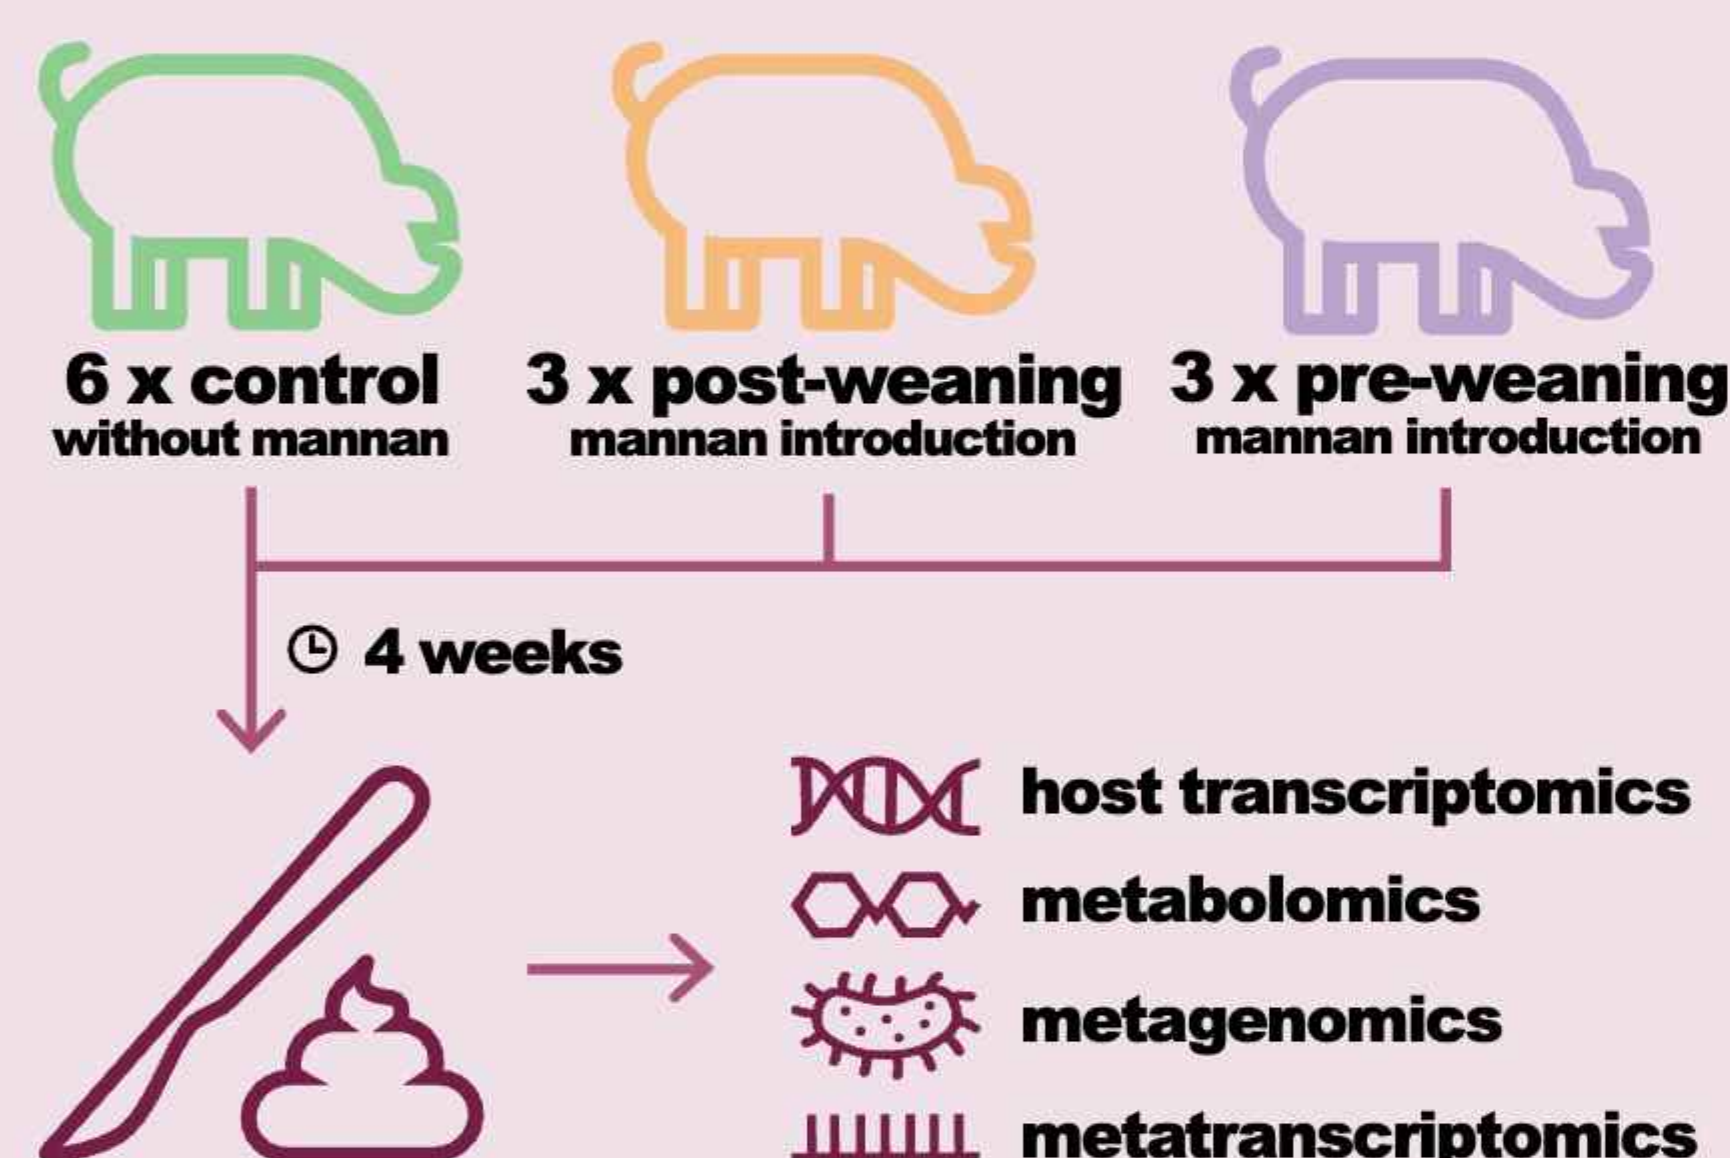 6 x control
without mannan
3 x post-weaning
mannan introduction
3 x pre-weaning
mannan introduction
4 weeks
host transcriptomics
metabolomics
metagenomics
metatranscriptomics